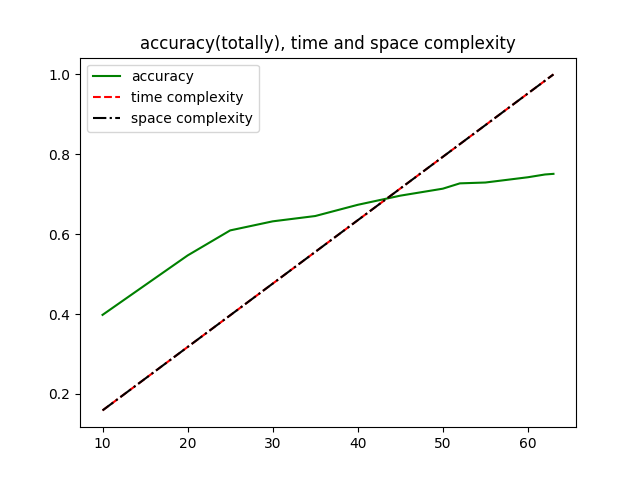 accuracy(totally), time and space complexity
accuracy
time complexity
space complexity
1.0
0.8
0.6
0.4
0.2
10 20 30 40 50 60